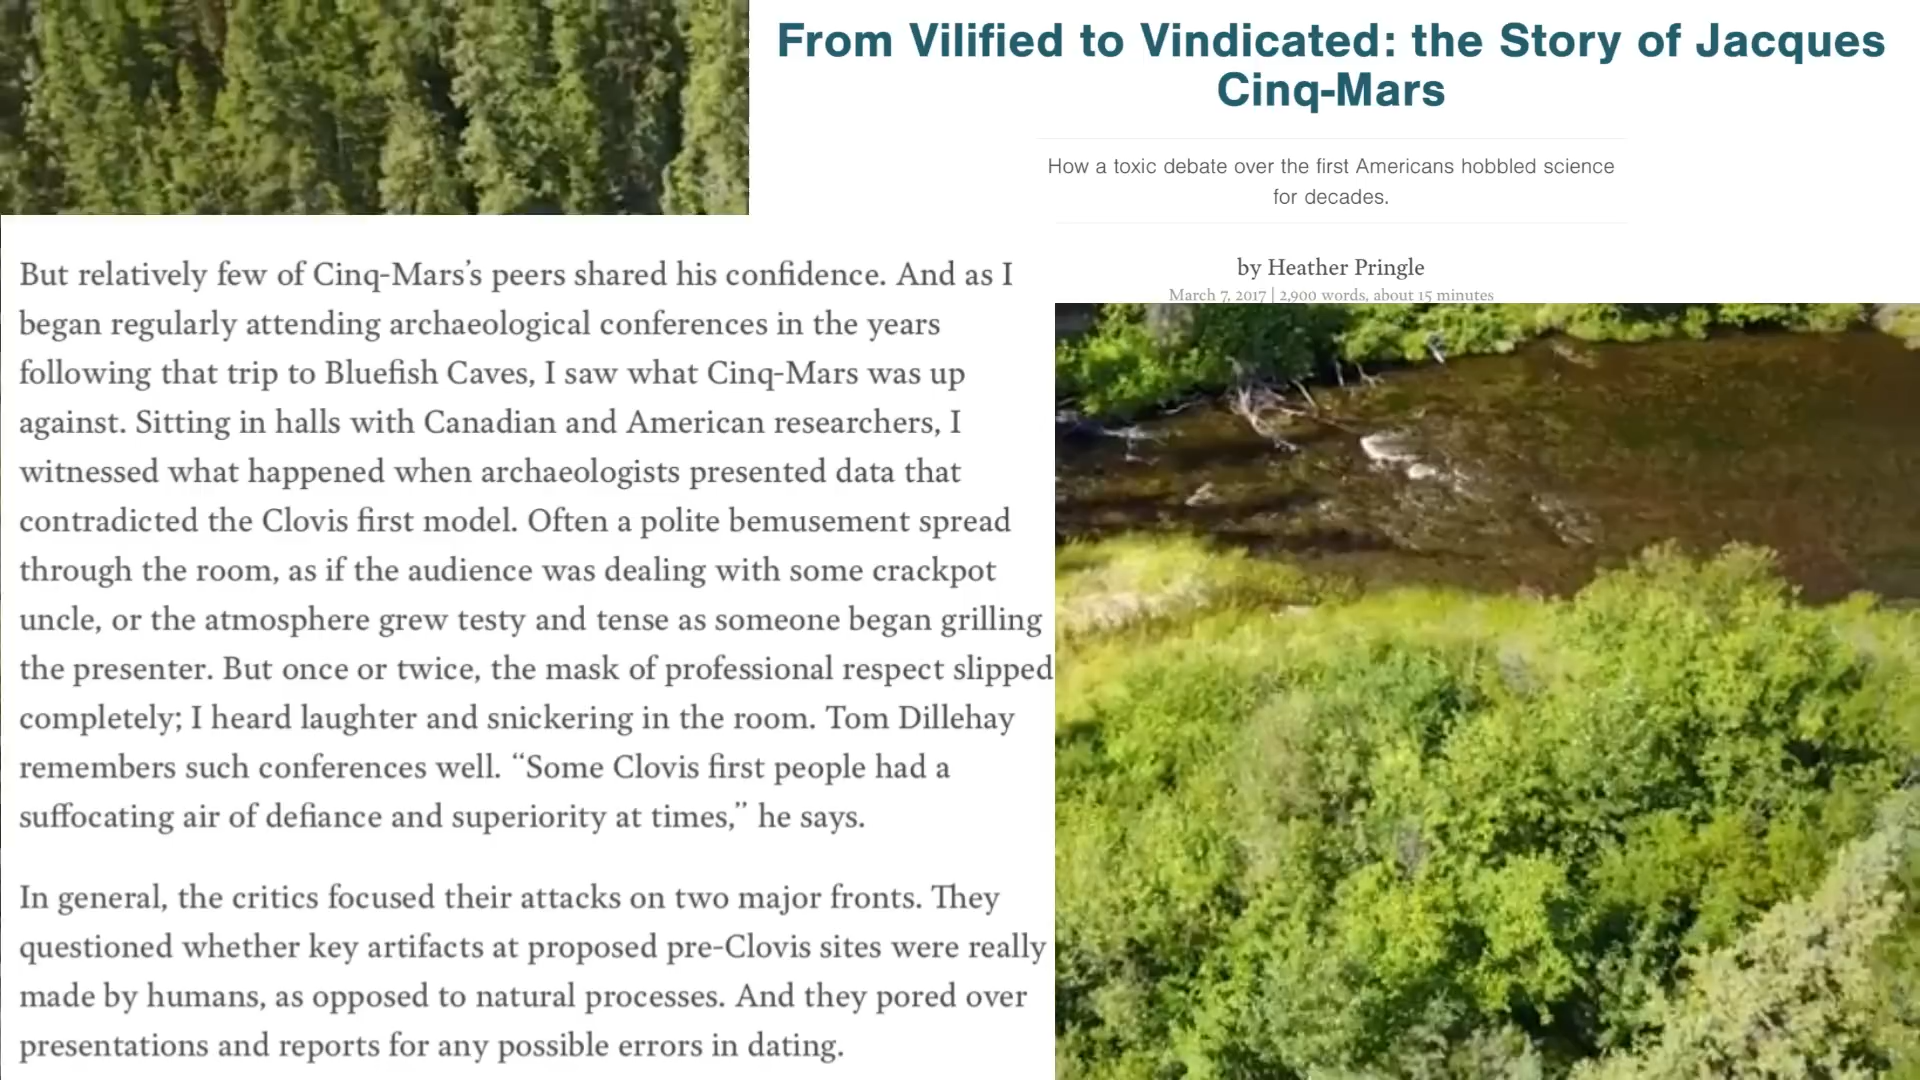 From Vilified to Vindicated: the Story of Jacques
Cinq-Mars
How a toxic debate over the first Americans hobbled science
for decades.
by Heather Pringle
March 7, 2017 | 2,900 words, about 15 minutes
But relatively few of Cinq-Mars’s peers shared his confidence. And as I
began regularly attending archaeological conferences in the years
following that trip to Bluefish Caves, I saw what Cinq-Mars was up
against. Sitting in halls with Canadian and American researchers, I
witnessed what happened when archaeologists presented data that
contradicted the Clovis first model. Often a polite bemusement spread
through the room, as if the audience was dealing with some crackpot
uncle, or the atmosphere grew testy and tense as someone began grilling
the presenter. But once or twice, the mask of professional respect slipped
completely; I heard laughter and snickering in the room. Tom Dillehay
remembers such conferences well. “Some Clovis first people had a
suffocating air of defiance and superiority at times,” he says.
In general, the critics focused their attacks on two major fronts. They
questioned whether key artifacts at proposed pre-Clovis sites were really
made by humans, as opposed to natural processes. And they pored over
presentations and reports for any possible errors in dating.